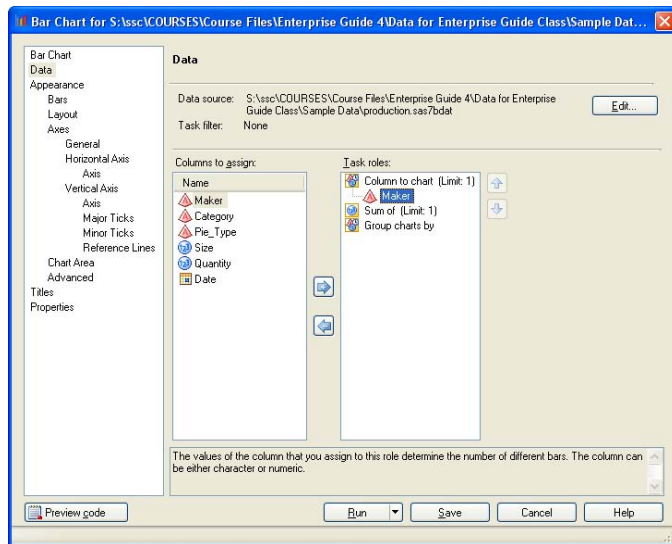 Bar Chart for S:\ssc\COURSES\Course Files\Enterprise Guide 4\Data for Enterprise Guide Class\Sample Dat...
Bar Chart
Data
Appearance
Bars
Layout
Axes
General
Horizontal Axis
Axis
Vertical Axis
Axis
Major Ticks
Minor Ticks
Reference Lines
Chart Area
Advanced
Titles
Properties
Data
Data source: S:\ssc\COURSES\Course Files\Enterprise Guide 4\Data for Enterprise
Guide Class\Sample Data\production.sas7bdat
Edit...
Task filter: None
Columns to assign:
Name
Maker
Category
Pie_Type
Size
Quantity
Date
Task roles:
Column to chart (Limit: 1)
Maker
Sum of (Limit: 1)
Group charts by
The values of the column that you assign to this role determine the number of different bars. The column can
be either character or numeric.
Preview code
Run
Save
Cancel
Help